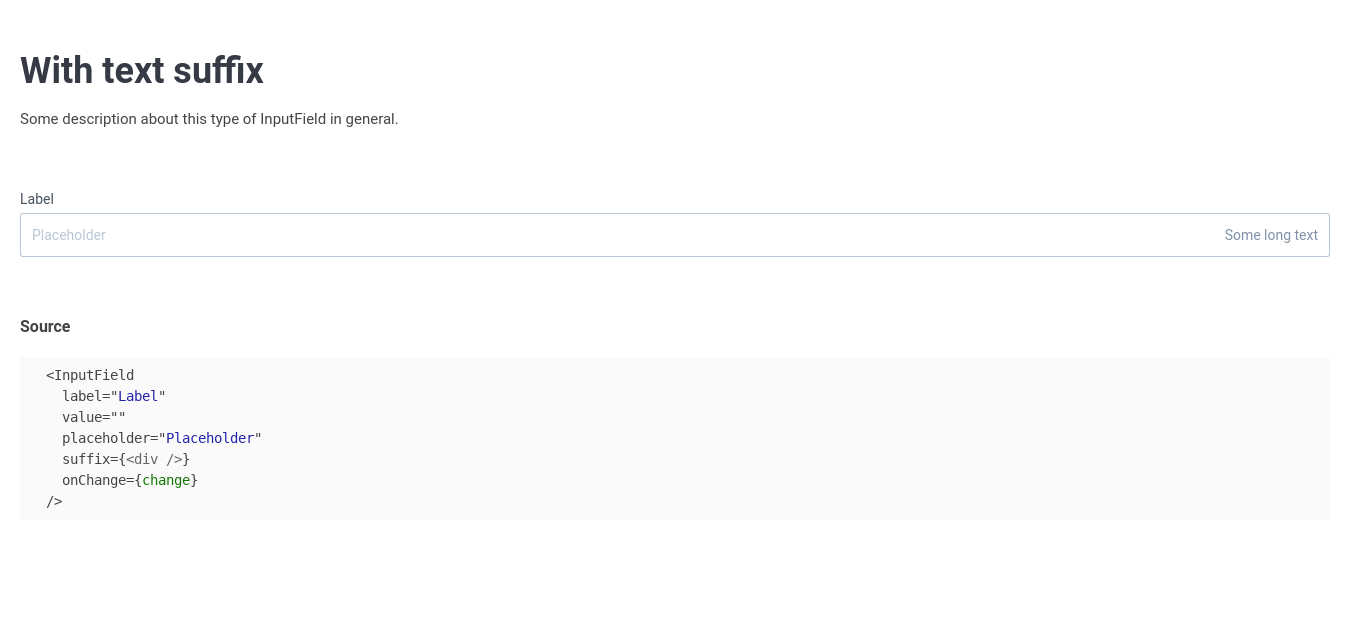 With text suffix
Some description about this type of InputField in general.
Label
Placeholder Some long text
Source
<InputField
label="Label"
value=""
placeholder="Placeholder"
suffix={<div />}
onChange={change}
/>